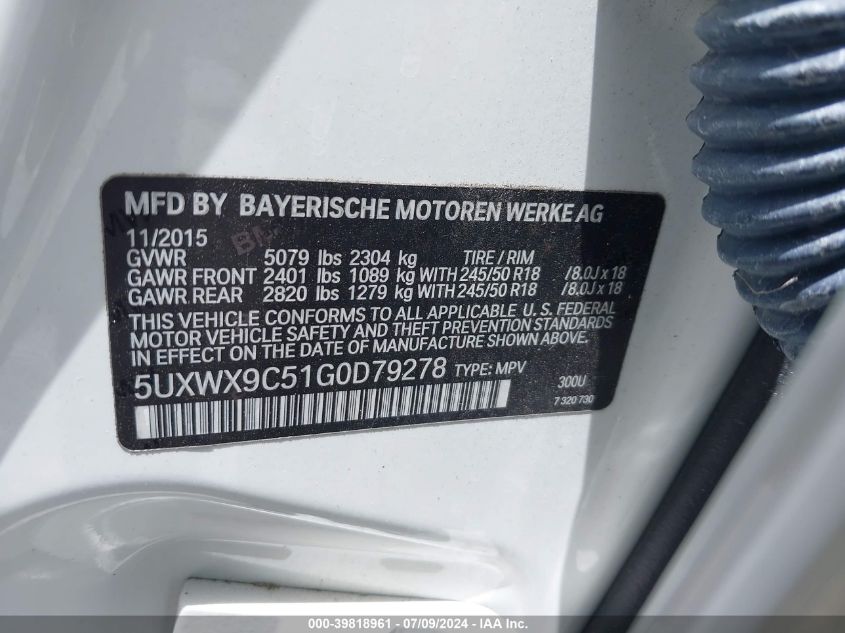 MFD BY BAYERISCHE MOTOREN WERKE AG
11/2015
GVWR 5079 lbs 2304 kg TIRE / RIM
GAWR FRONT 2401 lbs 1089 kg WITH 245/50 R18 /8.0J x 18
GAWR REAR 2820 lbs 1279 kg WITH 245/50 R18 /8.0J x 18
THIS VEHICLE CONFORMS TO ALL APPLICABLE U. S. FEDERAL
MOTOR VEHICLE SAFETY AND THEFT PREVENTION STANDARDS
IN EFFECT ON THE DATE OF MANUFACTURE SHOWN ABOVE.
5UXWX9C51G0D79278 TYPE: MPV 300U
7 320 730
000-39818961 - 07/09/2024 - IAA Inc.